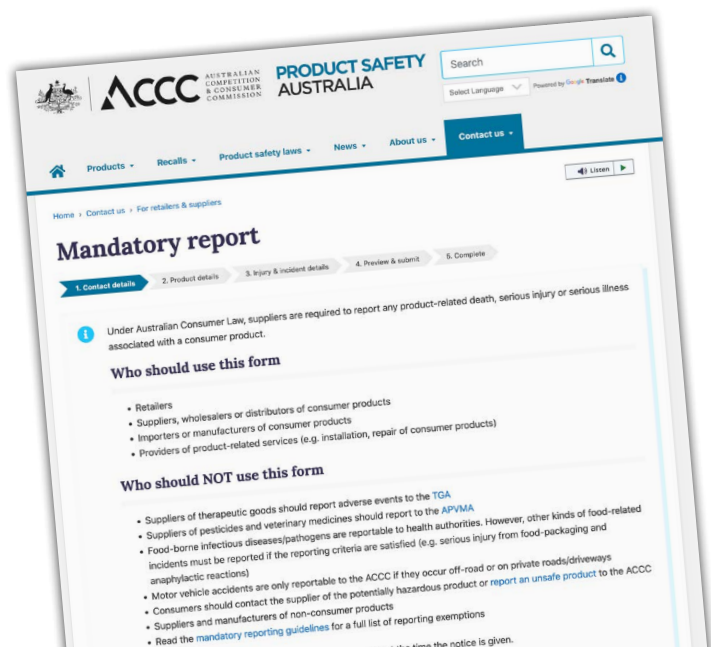 ACCC
AUSTRALIAN
COMPETITION
& CONSUMER
COMMISSION
PRODUCT SAFETY
AUSTRALIA
Search
Select Language
Powered by Google Translate
Products
Recalls
Product safety laws
News
About us
Contact us
Listen
Home › Contact us › For retailers & suppliers
Mandatory report
1. Contact details
2. Product details
3. Injury & incident details
4. Preview & submit
5. Complete
Under Australian Consumer Law, suppliers are required to report any product-related death, serious injury or serious illness
associated with a consumer product.
Who should use this form
• Retailers
• Suppliers, wholesalers or distributors of consumer products
• Importers or manufacturers of consumer products
• Providers of product-related services (e.g. installation, repair of consumer products)
Who should NOT use this form
• Suppliers of therapeutic goods should report adverse events to the TGA
• Suppliers of pesticides and veterinary medicines should report to the APVMA
• Food-borne infectious diseases/pathogens are reportable to health authorities. However, other kinds of food-related
incidents must be reported if the reporting criteria are satisfied (e.g. serious injury from food-packaging and
anaphylactic reactions)
• Motor vehicle accidents are only reportable to the ACCC if they occur off-road or on private roads/driveways
• Consumers should contact the supplier of the potentially hazardous product or report an unsafe product to the ACCC
• Suppliers and manufacturers of non-consumer products
• Read the mandatory reporting guidelines for a full list of reporting exemptions
the time the notice is given.